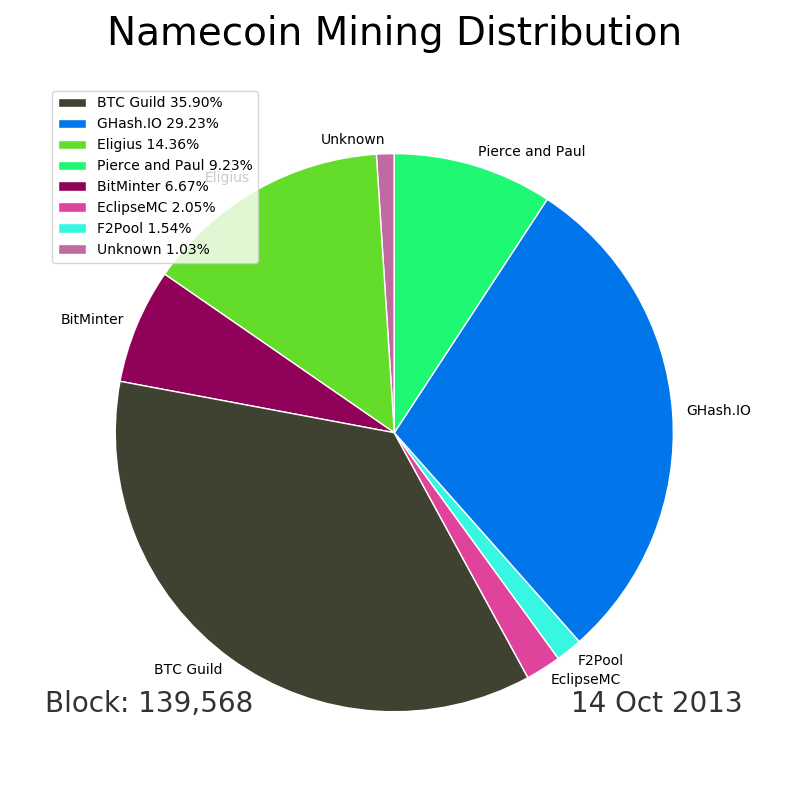 Namecoin Mining Distribution
BTC Guild 35.90%
GHash.IO 29.23%
Eligius 14.36%
Pierce and Paul 9.23%
BitMinter 6.67%
EclipseMC 2.05%
F2Pool 1.54%
Unknown 1.03%
Unknown
Pierce and Paul
Eligius
BitMinter
GHash.IO
BTC Guild
F2Pool
EclipseMC
Block: 139,568
14 Oct 2013